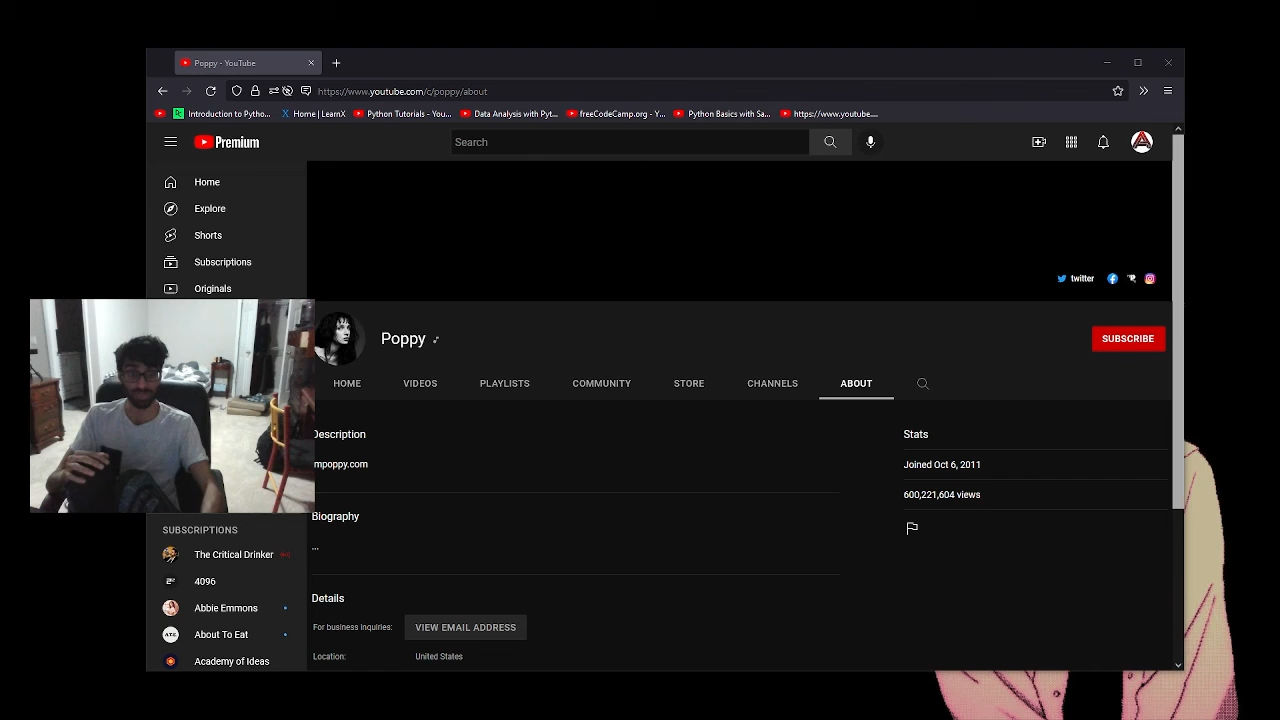 Poppy - YouTube
https://www.youtube.com/c/poppy/about
Introduction to Pytho... Home | LearnX Python Tutorials - You... Data Analysis with Pyt... freeCodeCamp.org - Y... Python Basics with Sa... https://www.youtube....
Premium
Search
Home
Explore
Shorts
Subscriptions
Originals
twitter
Poppy
SUBSCRIBE
HOME VIDEOS PLAYLISTS COMMUNITY STORE CHANNELS ABOUT
Description
Stats
mpoppy.com
Joined Oct 6, 2011
600,221,604 views
Biography
...
SUBSCRIPTIONS
The Critical Drinker
4096
Abbie Emmons
About To Eat
Academy of Ideas
Details
For business inquiries: VIEW EMAIL ADDRESS
Location: United States